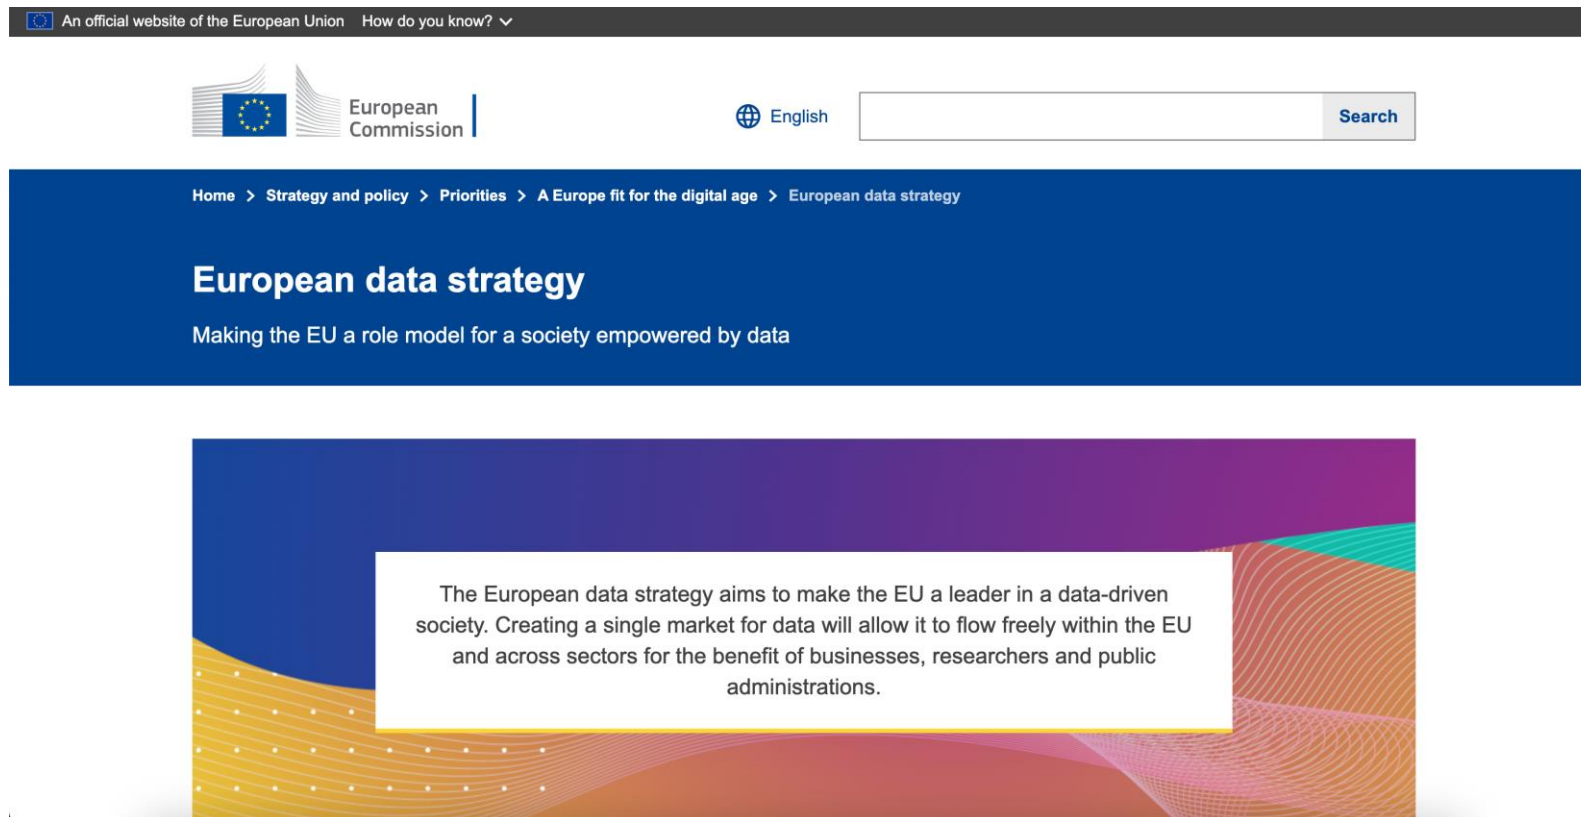 An official website of the European Union How do you know?
European
Commission
English
Search
Home > Strategy and policy > Priorities > A Europe fit for the digital age > European data strategy
European data strategy
Making the EU a role model for a society empowered by data
The European data strategy aims to make the EU a leader in a data-driven
society. Creating a single market for data will allow it to flow freely within the EU
and across sectors for the benefit of businesses, researchers and public
administrations.